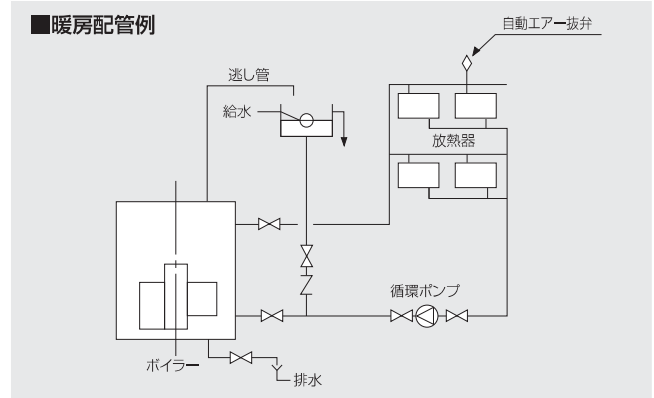 ■暖房配管例
自動エアー抜弁
逃し管
給水
放熱器
循環ポンプ
ボイラー
排水